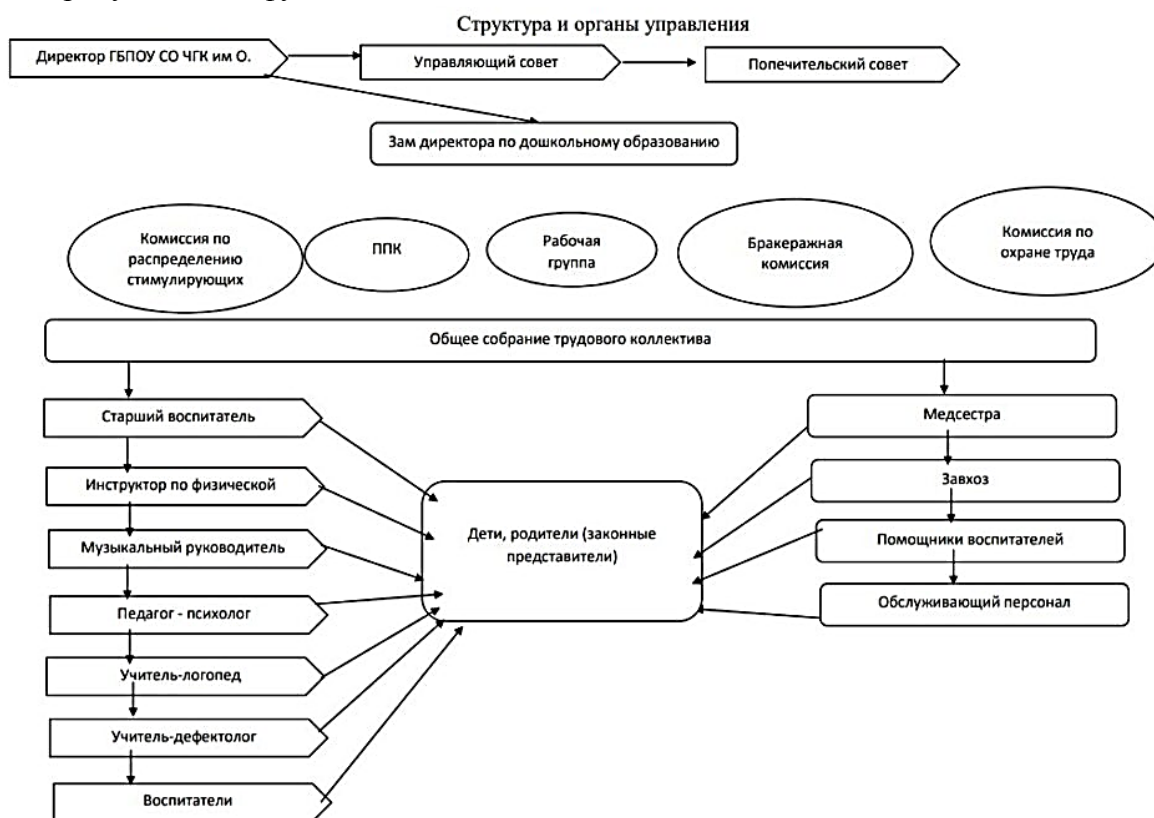 Структура и органы управления
Директор ГБПОУ СО ЧГК им О.
Управляющий совет
Попечительский совет
Зам директора по дошкольному образованию
Комиссия по
распределению
стимулирующих
ППК
Рабочая
группа
Бракеражная
комиссия
Комиссия по
охране труда
Общее собрание трудового коллектива
Старший воспитатель
Медсестра
Инструктор по физической
Завхоз
Музыкальный руководитель
Дети, родители (законные
представители)
Помощники воспитателей
Педагог - психолог
Обслуживающий персонал
Учитель-логопед
Учитель-дефектолог
Воспитатели